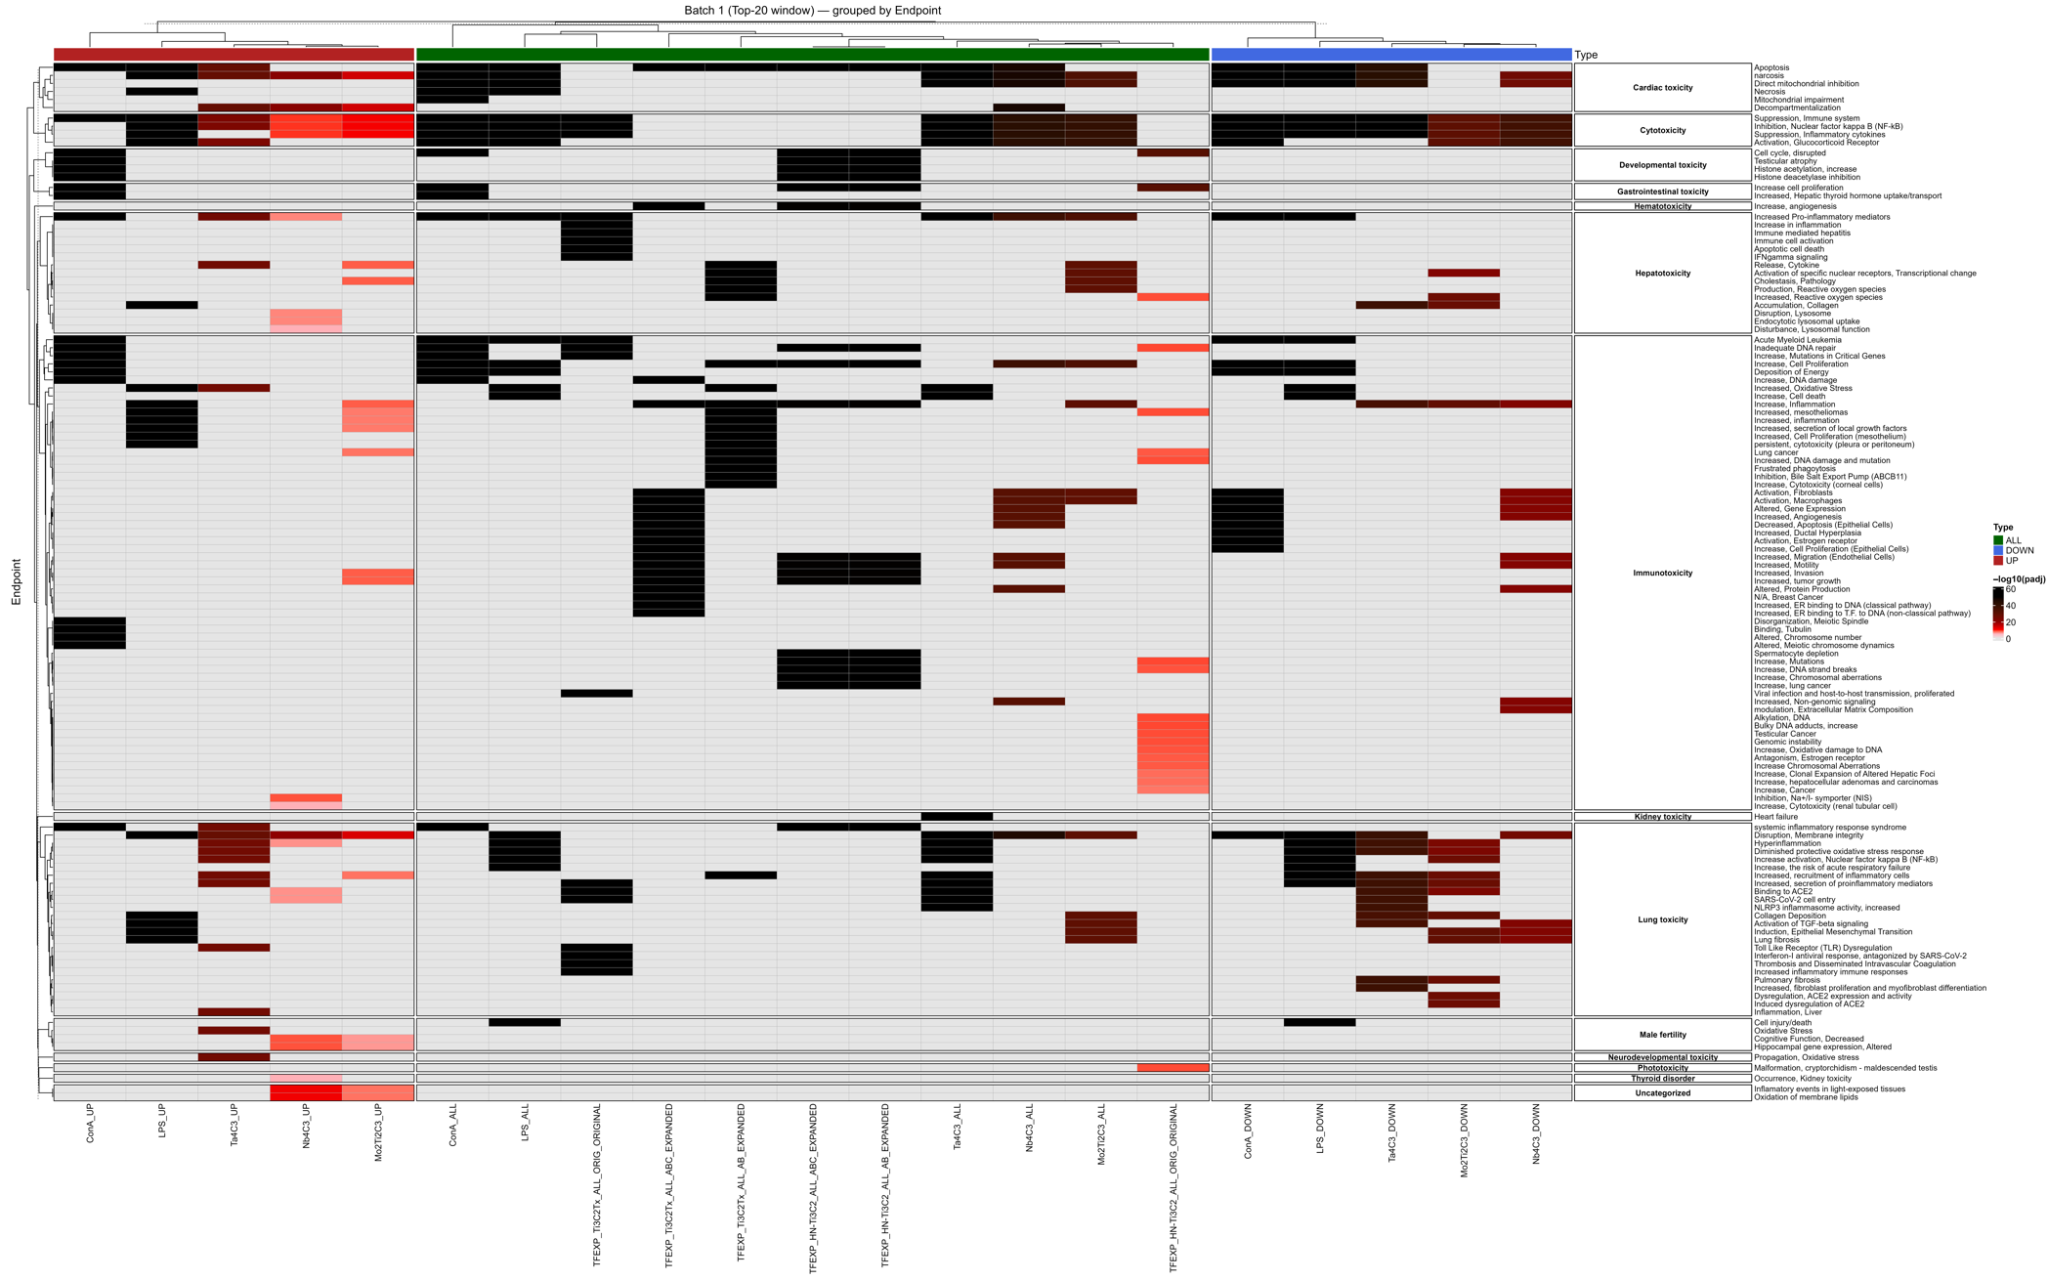 Batch 1 (Top-20 window) — grouped by Endpoint
Type
Endpoint
Cardiac toxicity
Apoptosis
narcosis
Direct mitochondrial inhibition
Necrosis
Mitochondrial impairment
Decompartmentalization
Cytotoxicity
Suppression, Immune system
Inhibition, Nuclear factor kappa B (NF-kB)
Suppression, Inflammatory cytokines
Activation, Glucocorticoid Receptor
Developmental toxicity
Cell cycle, disrupted
Testicular atrophy
Histone acetylation, increase
Histone deacetylase inhibition
Gastrointestinal toxicity
Increase cell proliferation
Increased, Hepatic thyroid hormone uptake/transport
Hematotoxicity
Increase, angiogenesis
Hepatotoxicity
Increased Pro-inflammatory mediators
Increase in inflammation
Immune mediated hepatitis
Immune cell activation
Apoptotic cell death
IFNgamma signaling
Release, Cytokine
Activation of specific nuclear receptors, Transcriptional change
Cholestasis, Pathology
Production, Reactive oxygen species
Increased, Reactive oxygen species
Accumulation, Collagen
Disruption, Lysosome
Endocytotic lysosomal uptake
Disturbance, Lysosomal function
Immunotoxicity
Acute Myeloid Leukemia
Inadequate DNA repair
Increase, Mutations in Critical Genes
Increase, Cell Proliferation
Deposition of Energy
Increase, DNA damage
Increased, Oxidative Stress
Increase, Cell death
Increase, Inflammation
Increased, mesotheliomas
Increased, inflammation
Increased, secretion of local growth factors
Increased, Cell Proliferation (mesothelium)
persistent, cytotoxicity (pleura or peritoneum)
Lung cancer
Increased, DNA damage and mutation
Frustrated phagoytosis
Inhibition, Bile Salt Export Pump (ABCB11)
Increase, Cytotoxicity (corneal cells)
Activation, Fibroblasts
Activation, Macrophages
Altered, Gene Expression
Increased, Angiogenesis
Decreased, Apoptosis (Epithelial Cells)
Increased, Ductal Hyperplasia
Activation, Estrogen receptor
Increase, Cell Proliferation (Epithelial Cells)
Increased, Migration (Endothelial Cells)
Increased, Motility
Increased, Invasion
Increased, tumor growth
Altered, Protein Production
N/A, Breast Cancer
Increased, ER binding to DNA (classical pathway)
Increased, ER binding to T.F. to DNA (non-classical pathway)
Disorganization, Meiotic Spindle
Binding, Tubulin
Altered, Chromosome number
Altered, Meiotic chromosome dynamics
Spermatocyte depletion
Increase, Mutations
Increase, DNA strand breaks
Increase, Chromosomal aberrations
Increase, lung cancer
Viral infection and host-to-host transmission, proliferated
Increased, Non-genomic signaling
modulation, Extracellular Matrix Composition
Alkylation, DNA
Bulky DNA adducts, increase
Testicular Cancer
Genomic instability
Increase, Oxidative damage to DNA
Antagonism, Estrogen receptor
Increase Chromosomal Aberrations
Increase, Clonal Expansion of Altered Hepatic Foci
Increase, hepatocellular adenomas and carcinomas
Increase, Cancer
Inhibition, Na+/I- symporter (NIS)
Increase, Cytotoxicity (renal tubular cell)
Kidney toxicity
Heart failure
Lung toxicity
systemic inflammatory response syndrome
Disruption, Membrane integrity
Hyperinflammation
Diminished protective oxidative stress response
Increase activation, Nuclear factor kappa B (NF-kB)
Increase, the risk of acute respiratory failure
Increased, recruitment of inflammatory cells
Increased, secretion of proinflammatory mediators
Binding to ACE2
SARS-CoV-2 cell entry
NLRP3 inflammasome activity, increased
Collagen Deposition
Activation of TGF-beta signaling
Induction, Epithelial Mesenchymal Transition
Lung fibrosis
Toll Like Receptor (TLR) Dysregulation
Interferon-I antiviral response, antagonized by SARS-CoV-2
Thrombosis and Disseminated Intravascular Coagulation
Increased inflammatory immune responses
Pulmonary fibrosis
Increased, fibroblast proliferation and myofibroblast differentiation
Dysregulation, ACE2 expression and activity
Induced dysregulation of ACE2
Inflammation, Liver
Male fertility
Cell injury/death
Oxidative Stress
Cognitive Function, Decreased
Hippocampal gene expression, Altered
Neurodevelopmental toxicity
Propagation, Oxidative stress
Phototoxicity
Malformation, cryptorchidism - maldescended testis
Thyroid disorder
Occurrence, Kidney toxicity
Uncategorized
Inflamatory events in light-exposed tissues
Oxidation of membrane lipids
Type
ALL
DOWN
UP
−log10(padj)
60
40
20
0
ConA_UP
LPS_UP
Ta4C3_UP
Nb4C3_UP
Mo2Ti2C3_UP
ConA_ALL
LPS_ALL
TFEXP_Ti3C2Tx_ALL_ORIG_ORIGINAL
TFEXP_Ti3C2Tx_ALL_ABC_EXPANDED
TFEXP_Ti3C2Tx_ALL_AB_EXPANDED
TFEXP_HN-Ti3C2_ALL_ABC_EXPANDED
TFEXP_HN-Ti3C2_ALL_AB_EXPANDED
Ta4C3_ALL
Nb4C3_ALL
Mo2Ti2C3_ALL
TFEXP_HN-Ti3C2_ALL_ORIG_ORIGINAL
ConA_DOWN
LPS_DOWN
Ta4C3_DOWN
Mo2Ti2C3_DOWN
Nb4C3_DOWN